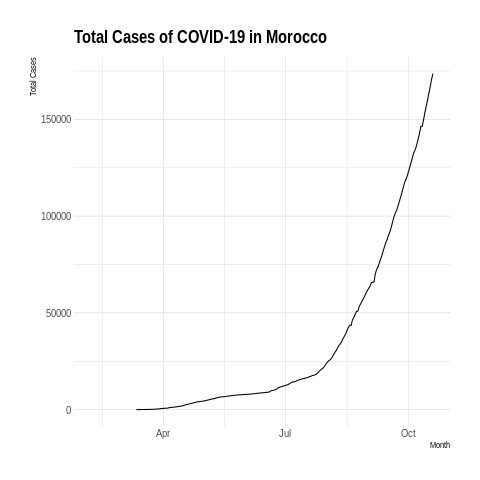 Total Cases of COVID-19 in Morocco
Total Cases
150000
100000
50000
0
Apr Jul Oct
Month